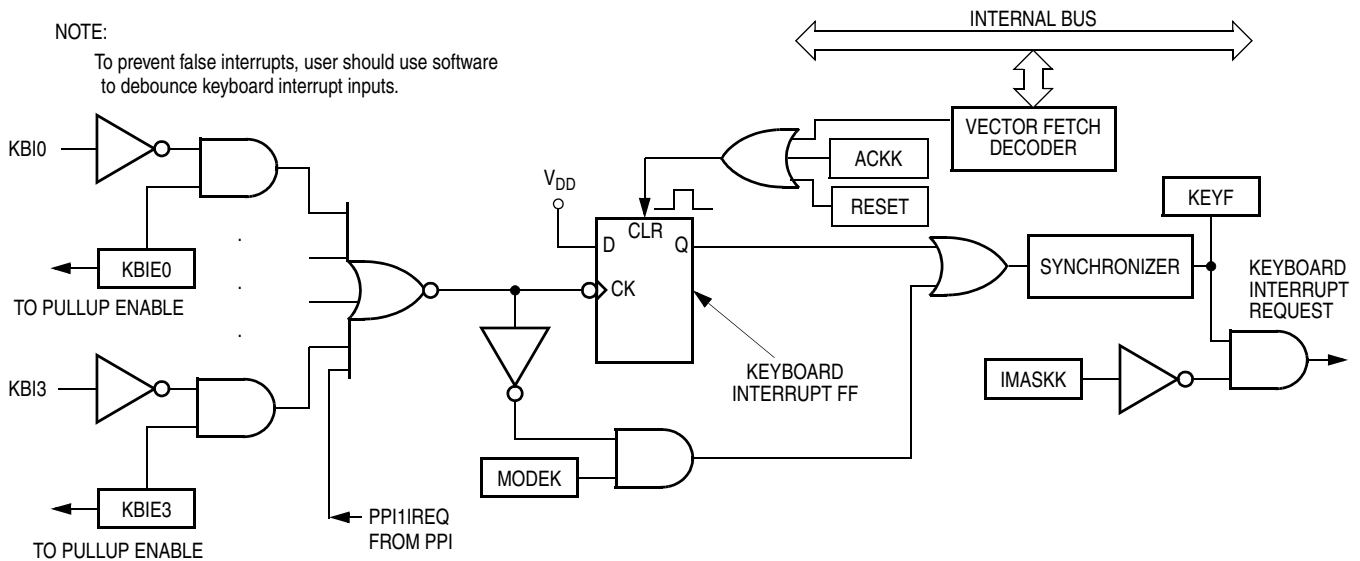 NOTE:
To prevent false interrupts, user should use software
to debounce keyboard interrupt inputs.
INTERNAL BUS
VECTOR FETCH
DECODER
KBI0
ACKK
RESET
VDD
KEYF
CLR
D
Q
CK
SYNCHRONIZER
KEYBOARD
INTERRUPT
REQUEST
KBIE0
TO PULLUP ENABLE
.
.
.
KBI3
KEYBOARD
INTERRUPT FF
IMASKK
MODEK
KBIE3
TO PULLUP ENABLE
PPI1IREQ
FROM PPI